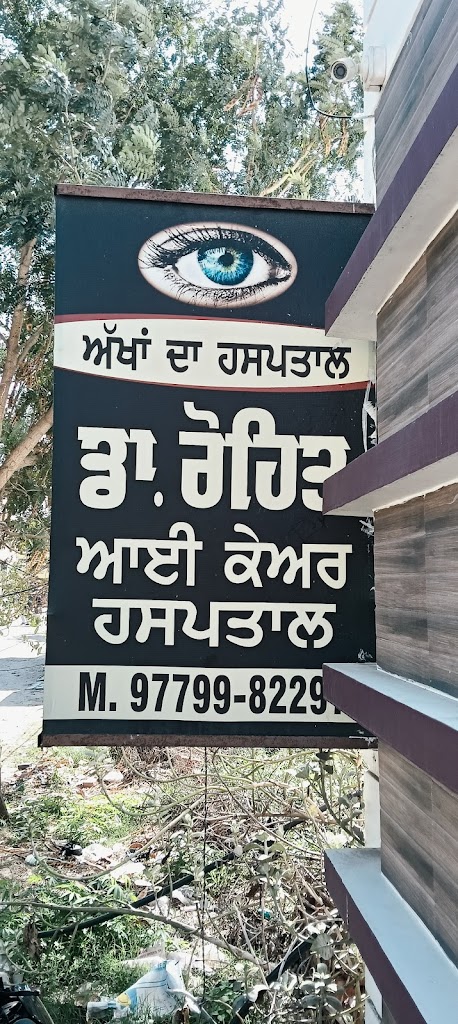 ਅੱਖਾਂ ਦਾ ਹਸਪਤਾਲ
ਡਾ. ਰੋਹਿਤ
ਆਈ ਕੇਅਰ
ਹਸਪਤਾਲ
M. 97799-8229